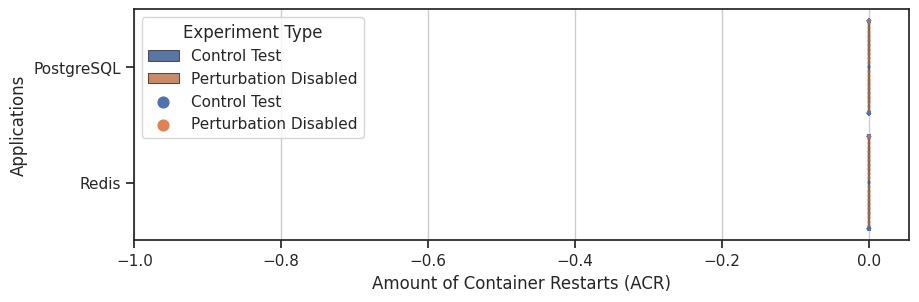 Experiment Type
Control Test
Perturbation Disabled
Control Test
Perturbation Disabled
Applications
PostgreSQL
Redis
−1.0 −0.8 −0.6 −0.4 −0.2 0.0
Amount of Container Restarts (ACR)